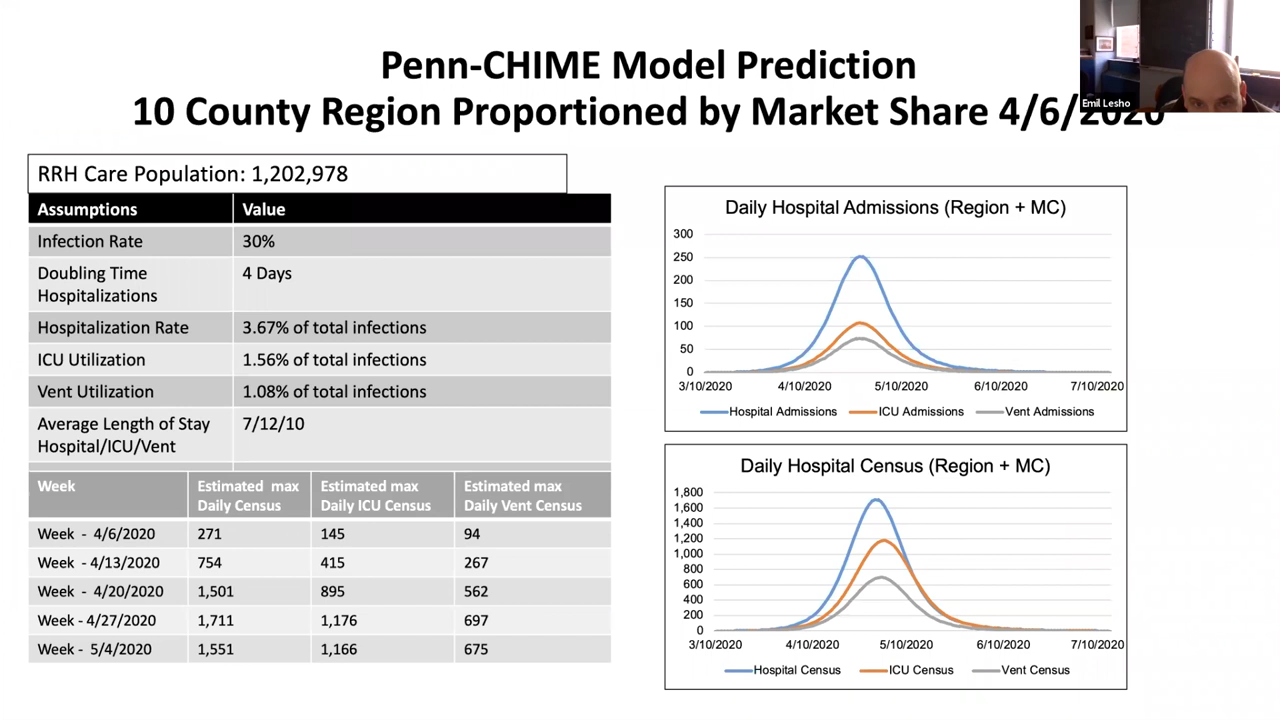 Penn-CHIME Model Prediction
10 County Region Proportioned by Market Share 4/6/2020
Emil Lesho
RRH Care Population: 1,202,978
Assumptions Value
Infection Rate 30%
Doubling Time Hospitalizations 4 Days
Hospitalization Rate 3.67% of total infections
ICU Utilization 1.56% of total infections
Vent Utilization 1.08% of total infections
Average Length of Stay Hospital/ICU/Vent 7/12/10
Week Estimated max Daily Census Estimated max Daily ICU Census Estimated max Daily Vent Census
Week - 4/6/2020 271 145 94
Week - 4/13/2020 754 415 267
Week - 4/20/2020 1,501 895 562
Week - 4/27/2020 1,711 1,176 697
Week - 5/4/2020 1,551 1,166 675
Daily Hospital Admissions (Region + MC)
300
250
200
150
100
50
0
3/10/2020 4/10/2020 5/10/2020 6/10/2020 7/10/2020
Hospital Admissions ICU Admissions Vent Admissions
Daily Hospital Census (Region + MC)
1,800
1,600
1,400
1,200
1,000
800
600
400
200
0
3/10/2020 4/10/2020 5/10/2020 6/10/2020 7/10/2020
Hospital Census ICU Census Vent Census